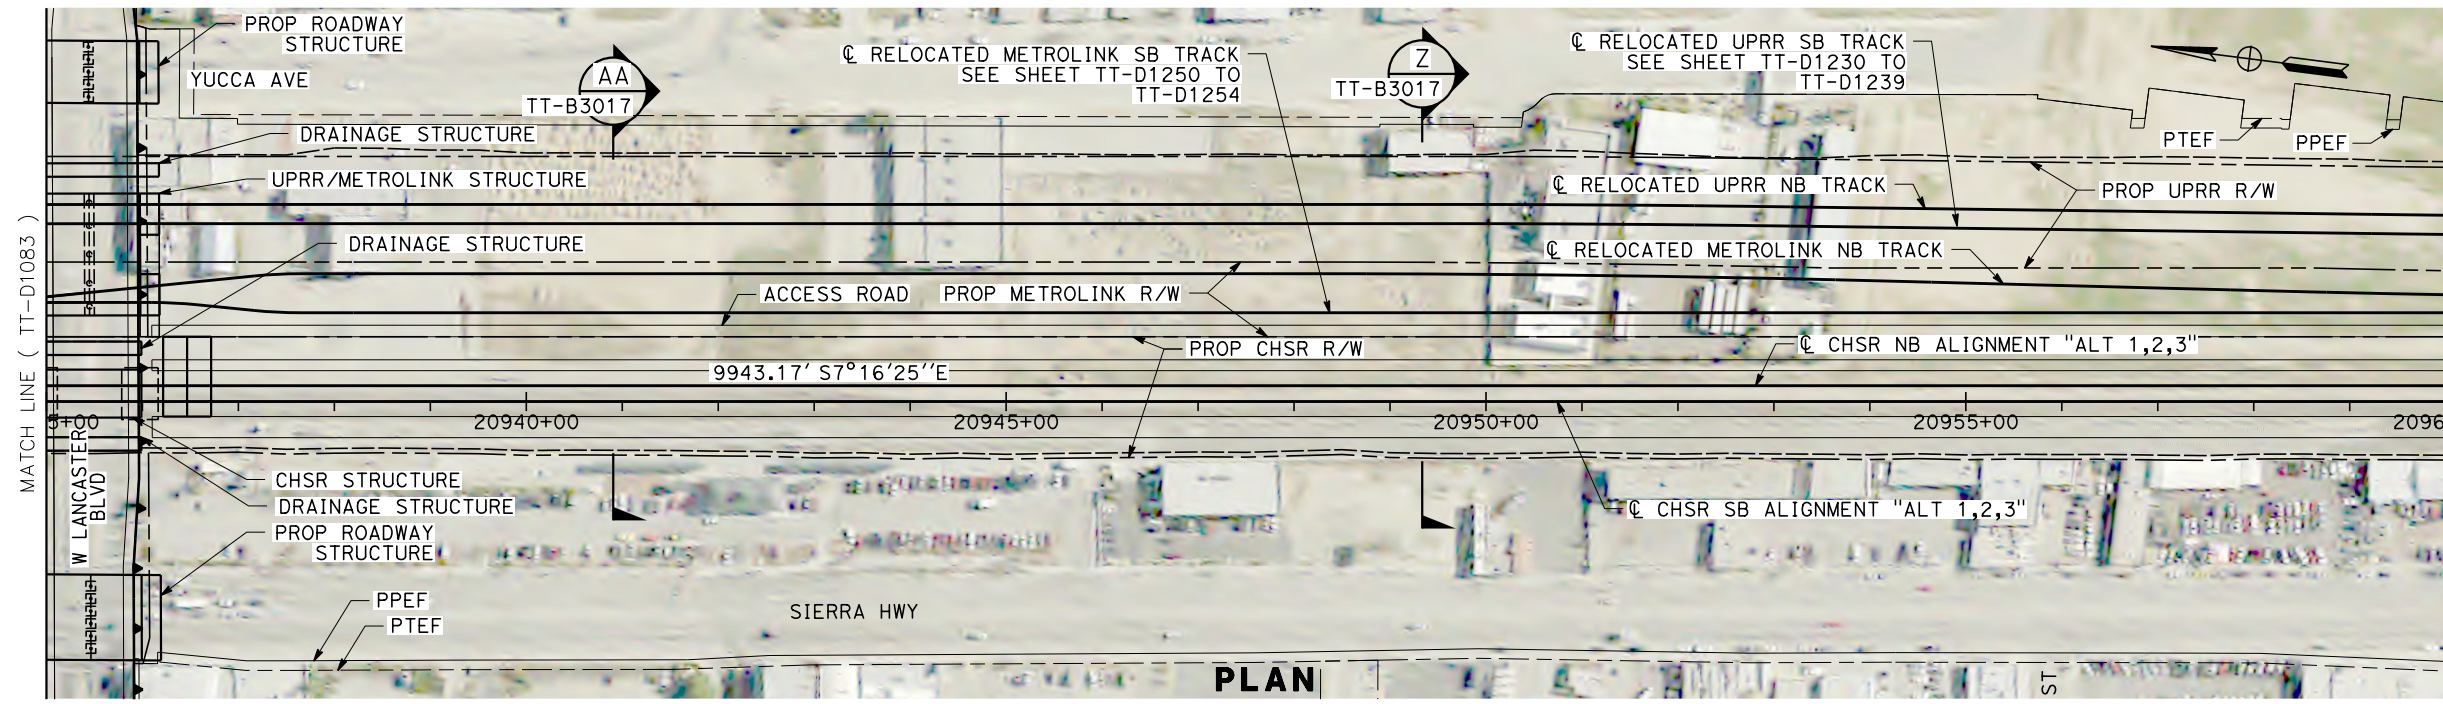 PROP ROADWAY
STRUCTURE
YUCCA AVE
AA
TT-B3017
℄ RELOCATED METROLINK SB TRACK
SEE SHEET TT-D1250 TO
TT-D1254
Z
TT-B3017
℄ RELOCATED UPRR SB TRACK
SEE SHEET TT-D1230 TO
TT-D1239
PTEF
PPEF
DRAINAGE STRUCTURE
UPRR/METROLINK STRUCTURE
℄ RELOCATED UPRR NB TRACK
PROP UPRR R/W
DRAINAGE STRUCTURE
℄ RELOCATED METROLINK NB TRACK
ACCESS ROAD
PROP METROLINK R/W
MATCH LINE ( TT-D1083 )
PROP CHSR R/W
℄ CHSR NB ALIGNMENT "ALT 1,2,3"
9943.17' S7°16'25''E
5+00
20940+00
20945+00
20950+00
20955+00
2096
W LANCASTER
BLVD
CHSR STRUCTURE
DRAINAGE STRUCTURE
℄ CHSR SB ALIGNMENT "ALT 1,2,3"
PROP ROADWAY
STRUCTURE
PPEF
PTEF
SIERRA HWY
PLAN
ST